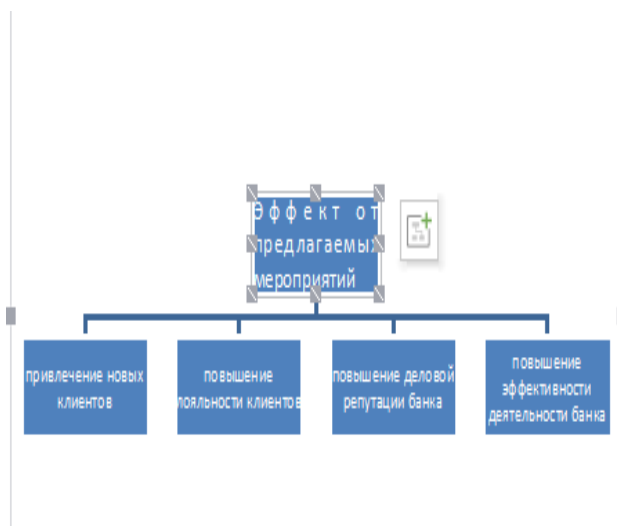 Эффект от
предлагаемых
мероприятий
привлечение новых
клиентов
повышение
лояльности клиентов
повышение деловой
репутации банка
повышение
эффективности
деятельности банка